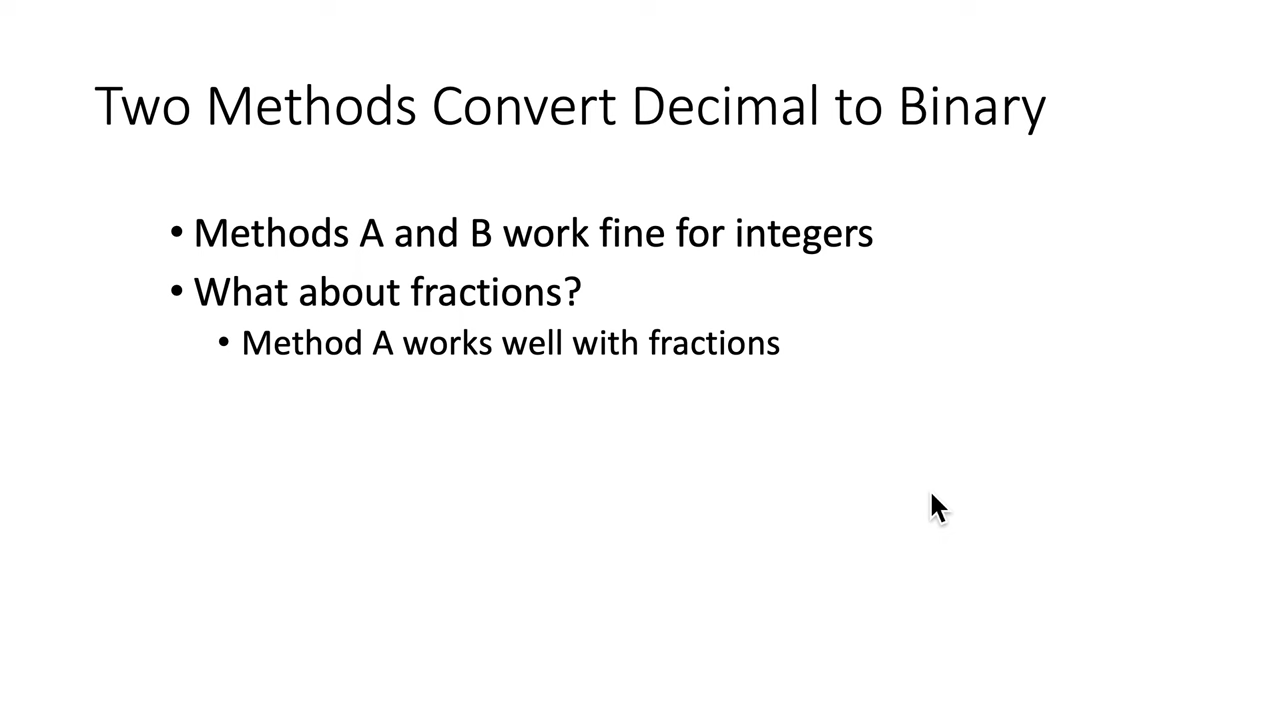 Two Methods Convert Decimal to Binary
• Methods A and B work fine for integers
• What about fractions?
• Method A works well with fractions